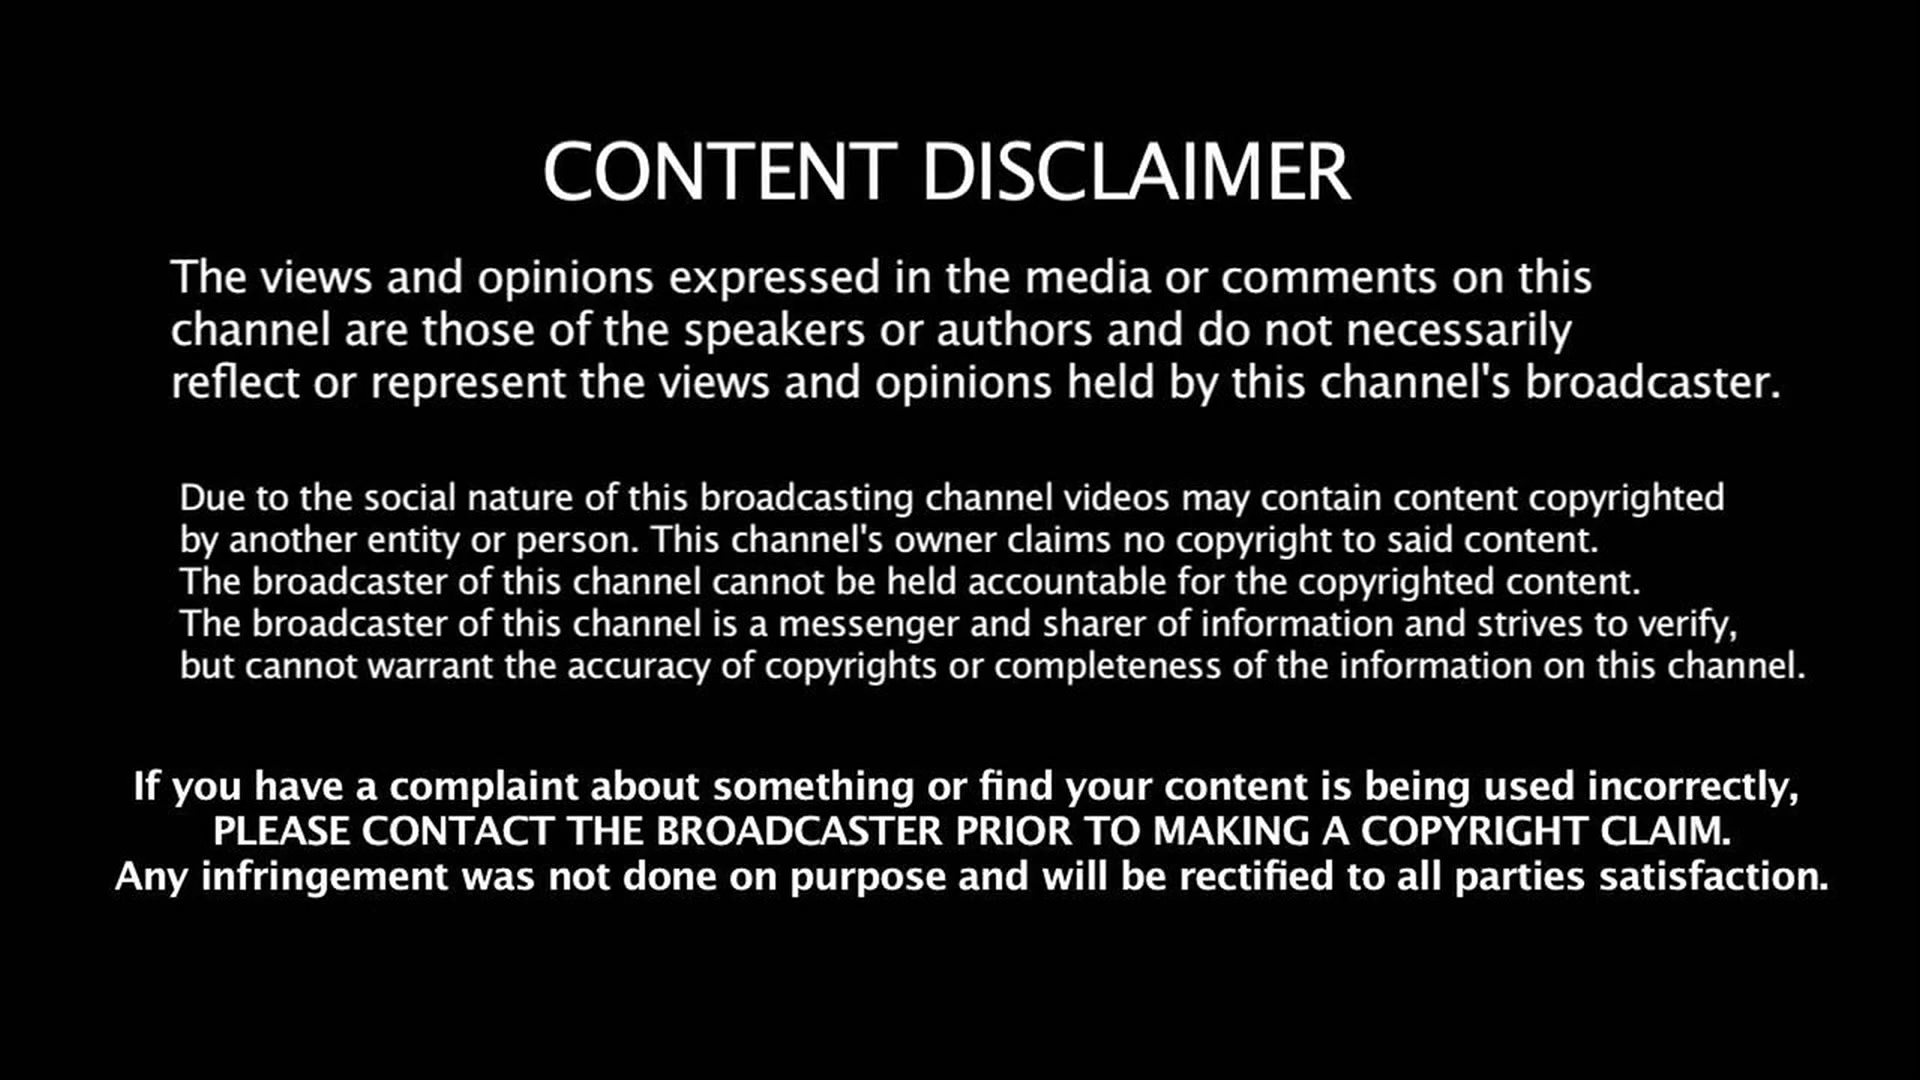 CONTENT DISCLAIMER
The views and opinions expressed in the media or comments on this
channel are those of the speakers or authors and do not necessarily
reflect or represent the views and opinions held by this channel's broadcaster.
Due to the social nature of this broadcasting channel videos may contain content copyrighted
by another entity or person. This channel's owner claims no copyright to said content.
The broadcaster of this channel cannot be held accountable for the copyrighted content.
The broadcaster of this channel is a messenger and sharer of information and strives to verify,
but cannot warrant the accuracy of copyrights or completeness of the information on this channel.
If you have a complaint about something or find your content is being used incorrectly,
PLEASE CONTACT THE BROADCASTER PRIOR TO MAKING A COPYRIGHT CLAIM.
Any infringement was not done on purpose and will be rectified to all parties satisfaction.